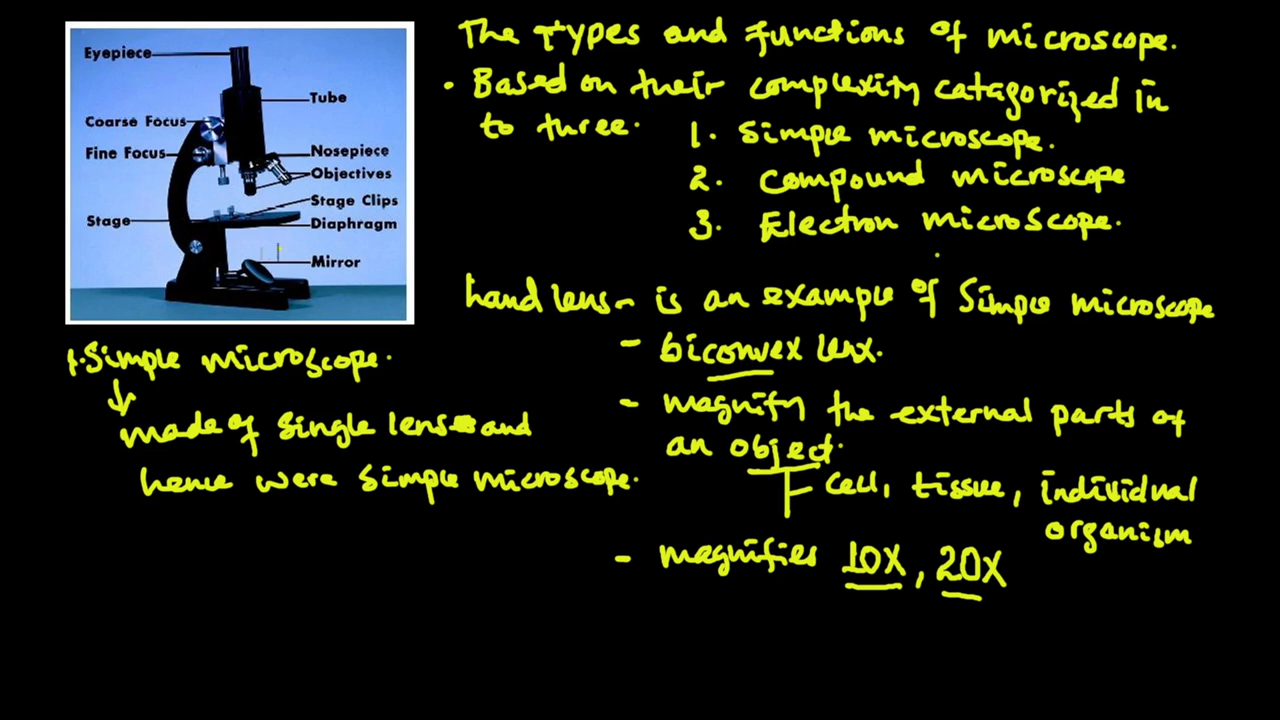 Eyepiece
Tube
Coarse Focus
Fine Focus
Nosepiece
Objectives
Stage Clips
Stage
Diaphragm
Mirror
The Types and functions of microscope.
• Based on their complexity catagorized in
to three.
1. Simple microscope.
2. Compound microscope
3. Electron microscope.
hand lens - is an example of Simple microscope
- biconvex lenx.
- magnify the external parts of
an object.
cell, tissue, individual
organism
- magnifies 10X, 20X
1. Simple microscope.
made of single lens and
hence were simple microscope.